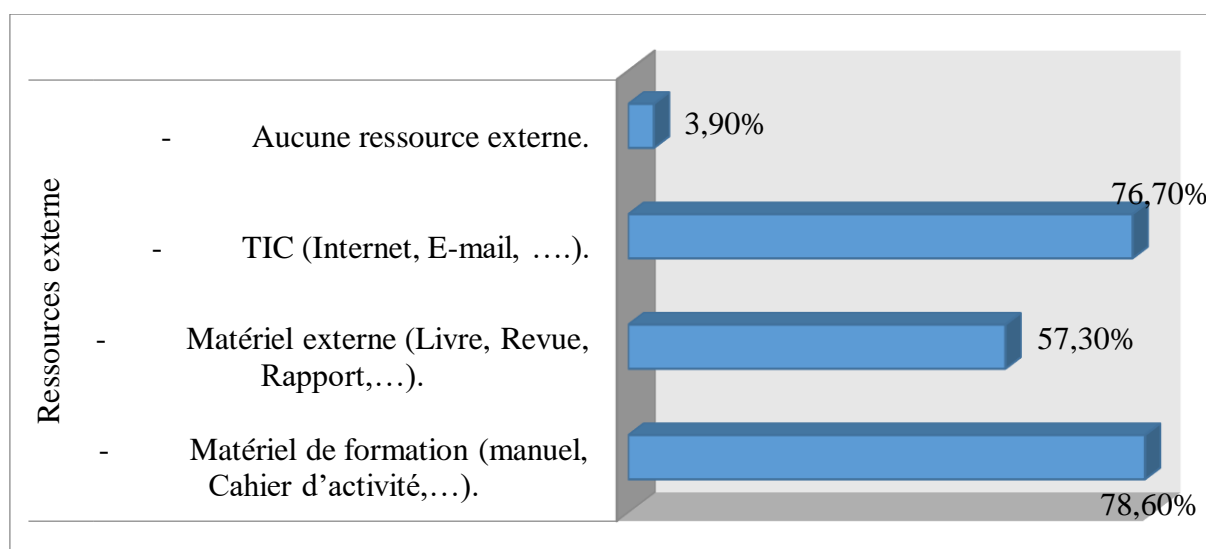 Ressources externe
- Aucune ressource externe.
3,90%
- TIC (Internet, E-mail, ….).
76,70%
- Matériel externe (Livre, Revue,
Rapport,…).
57,30%
- Matériel de formation (manuel,
Cahier d’activité,…).
78,60%